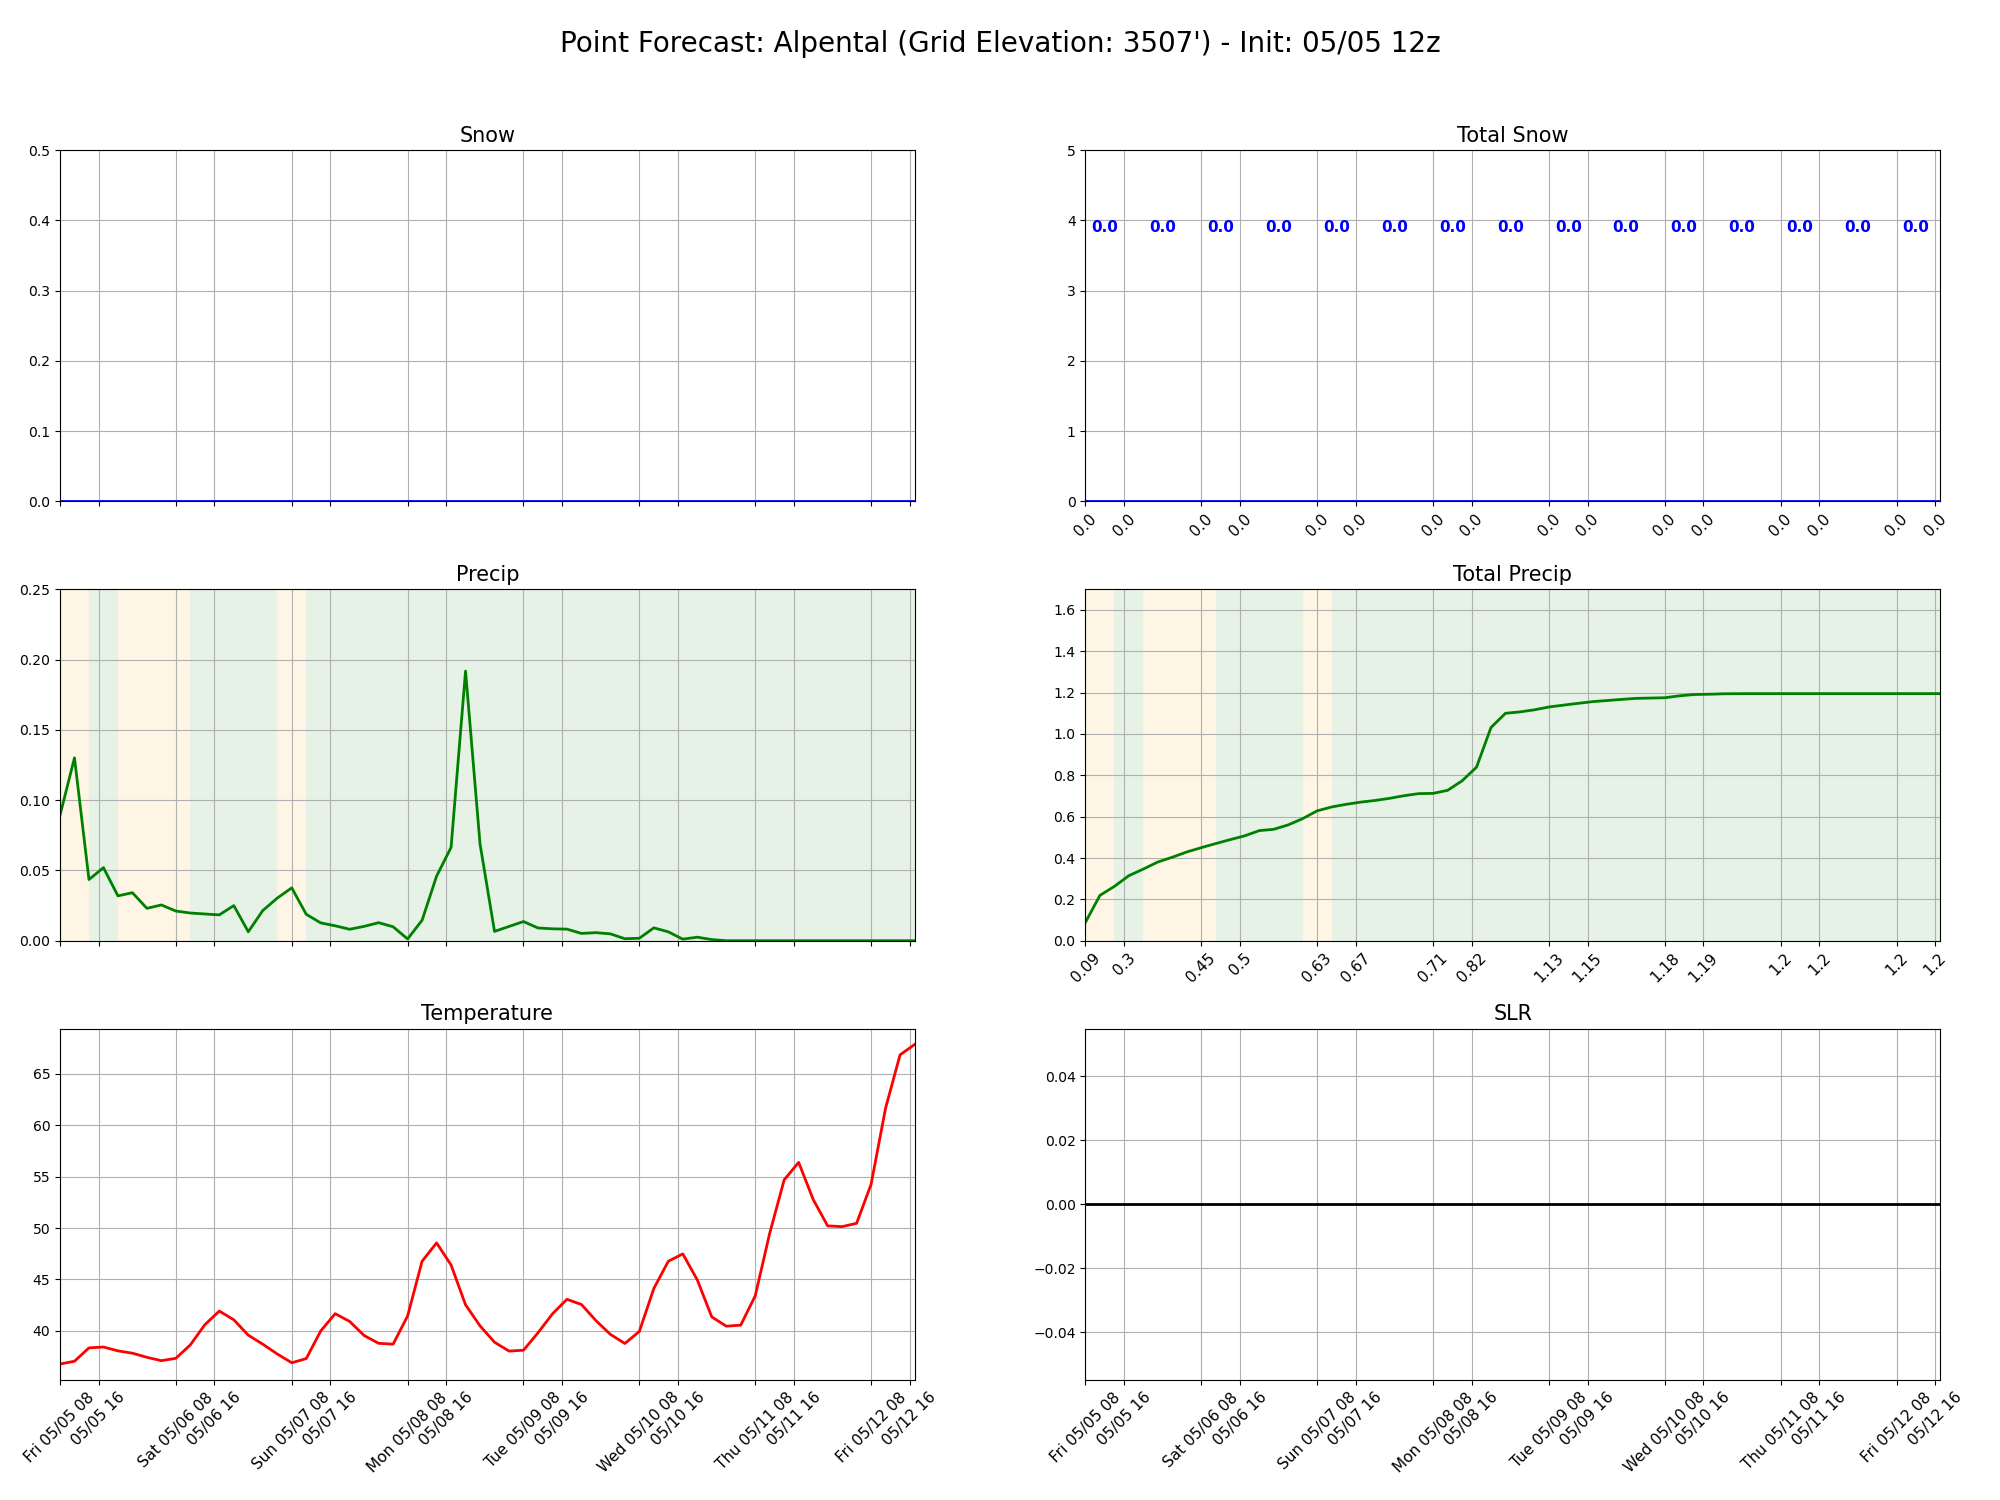 Point Forecast: Alpental (Grid Elevation: 3507') - Init: 05/05 12z
Snow
0.5
0.4
0.3
0.2
0.1
0.0
Total Snow
5
4
3
2
1
0
0.0 0.0 0.0 0.0 0.0 0.0 0.0 0.0 0.0 0.0 0.0 0.0 0.0 0.0 0.0
0.0 0.0 0.0 0.0 0.0 0.0 0.0 0.0 0.0 0.0 0.0 0.0 0.0 0.0 0.0 0.0
Precip
0.25
0.20
0.15
0.10
0.05
0.00
Total Precip
1.6
1.4
1.2
1.0
0.8
0.6
0.4
0.2
0.0
0.09 0.3 0.45 0.5 0.63 0.67 0.71 0.82 1.13 1.15 1.18 1.19 1.2 1.2 1.2 1.2
Temperature
65
60
55
50
45
40
Fri 05/05 08
05/05 16
Sat 05/06 08
05/06 16
Sun 05/07 08
05/07 16
Mon 05/08 08
05/08 16
Tue 05/09 08
05/09 16
Wed 05/10 08
05/10 16
Thu 05/11 08
05/11 16
Fri 05/12 08
05/12 16
SLR
0.04
0.02
0.00
−0.02
−0.04
Fri 05/05 08
05/05 16
Sat 05/06 08
05/06 16
Sun 05/07 08
05/07 16
Mon 05/08 08
05/08 16
Tue 05/09 08
05/09 16
Wed 05/10 08
05/10 16
Thu 05/11 08
05/11 16
Fri 05/12 08
05/12 16